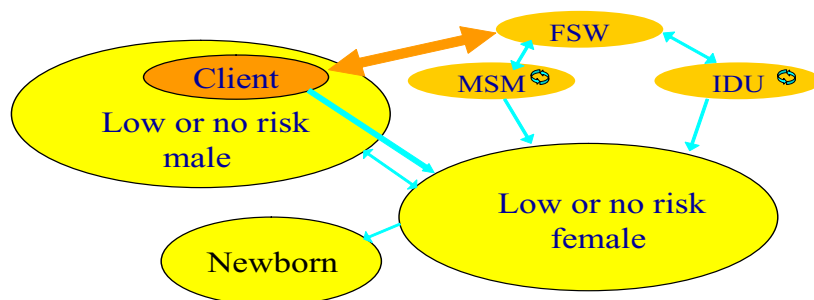 FSW
Client
MSM
IDU
Low or no risk
male
Low or no risk
female
Newborn